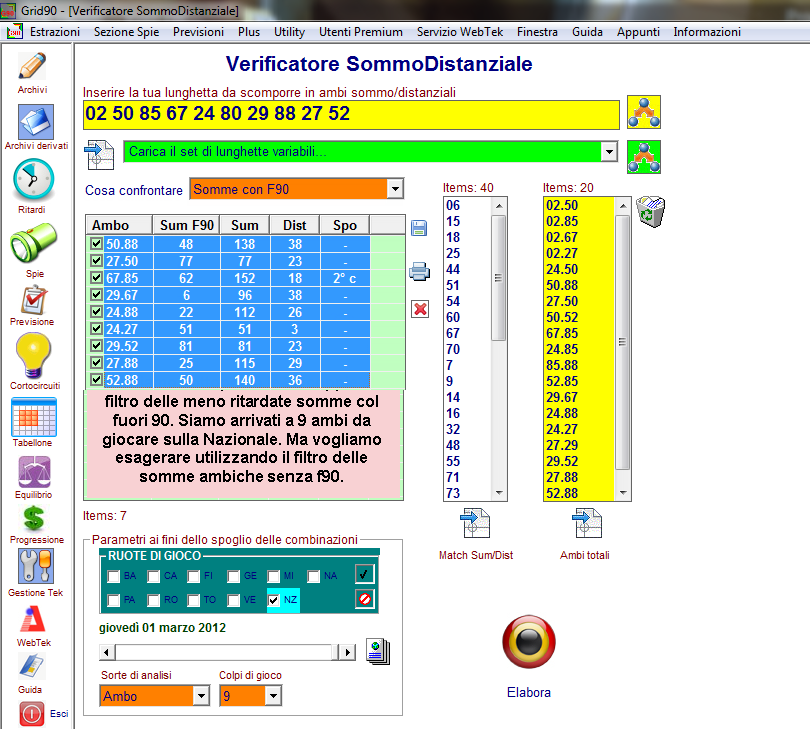 Grid90 - [Verificatore SommoDistanziale]
Estrazioni Sezione Spie Previsioni Plus Utility Utenti Premium Servizio WebTek Finestra Guida Appunti Informazioni
Archivi
Archivi derivati
Ritardi
Spie
Previsione
Cortocircuiti
Tabellone
Equilibrio
Progressione
Gestione Tek
WebTek
Guida
Esci
Verificatore SommoDistanziale
Inserire la tua lunghetta da scomporre in ambi sommo/distanziali
02 50 85 67 24 80 29 88 27 52
Carica il set di lunghette variabili...
Cosa confrontare Somme con F90
Ambo Sum F90 Sum Dist Spo
50.88 48 138 38 -
27.50 77 77 23 -
67.85 62 152 18 2° c
29.67 6 96 38 -
24.88 22 112 26 -
24.27 51 51 3 -
29.52 81 81 23 -
27.88 25 115 29 -
52.88 50 140 36 -
filtro delle meno ritardate somme col
fuori 90. Siamo arrivati a 9 ambi da
giocare sulla Nazionale. Ma vogliamo
esagerare utilizzando il filtro delle
somme ambiche senza f90.
Items: 7
Items: 40
06
15
18
25
44
51
54
60
67
70
7
9
14
16
32
48
55
71
73
Match Sum/Dist
Items: 20
02.50
02.85
02.67
02.27
24.50
50.88
27.50
50.52
67.85
24.85
85.88
52.85
29.67
24.88
24.27
27.29
29.52
27.88
52.88
Ambi totali
Parametri ai fini dello spoglio delle combinazioni
RUOTE DI GIOCO
BA CA FI GE MI NA
PA RO TO VE NZ
giovedì 01 marzo 2012
Sorte di analisi Colpi di gioco
Ambo 9
Elabora